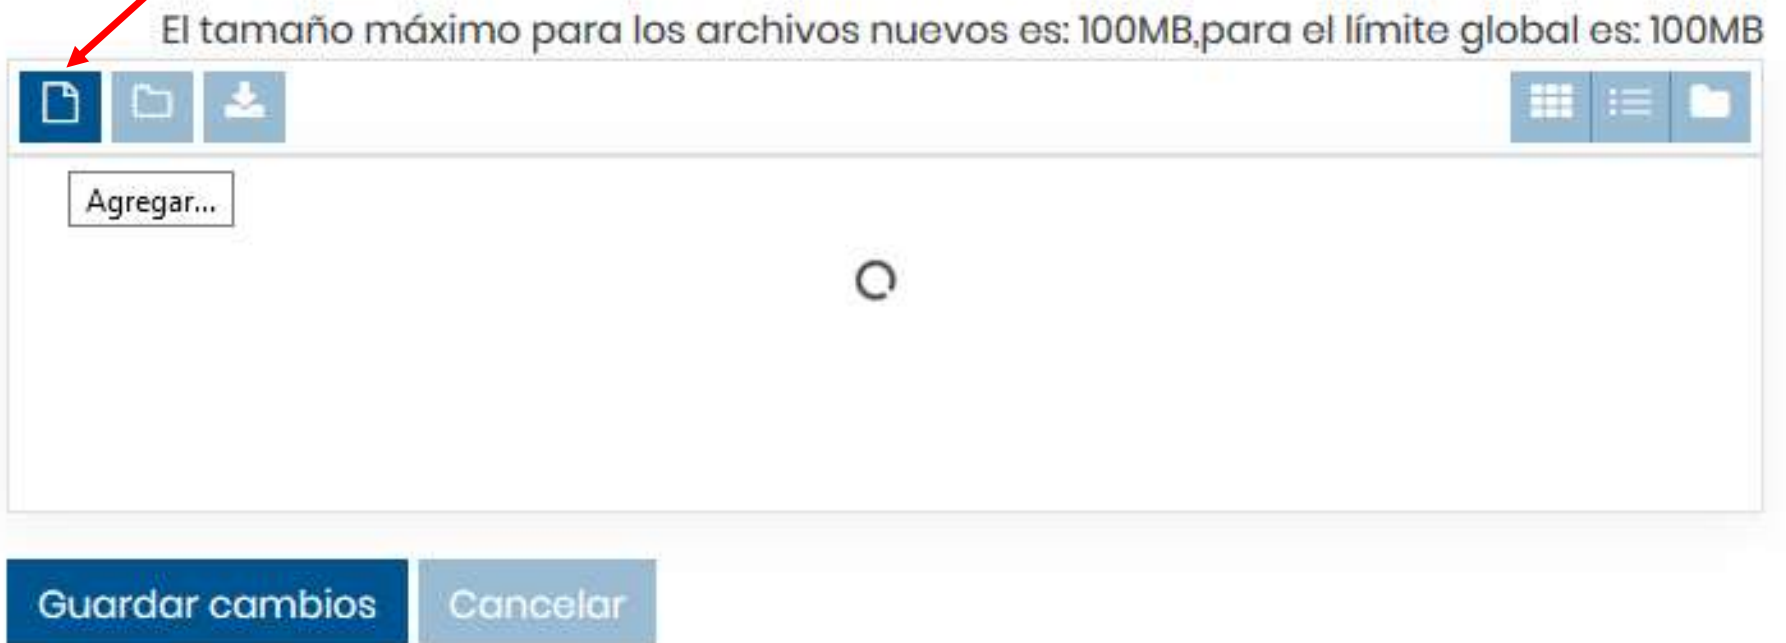 El tamaño máximo para los archivos nuevos es: 100MB,para el límite global es: 100MB
Agregar...
Guardar cambios
Cancelar